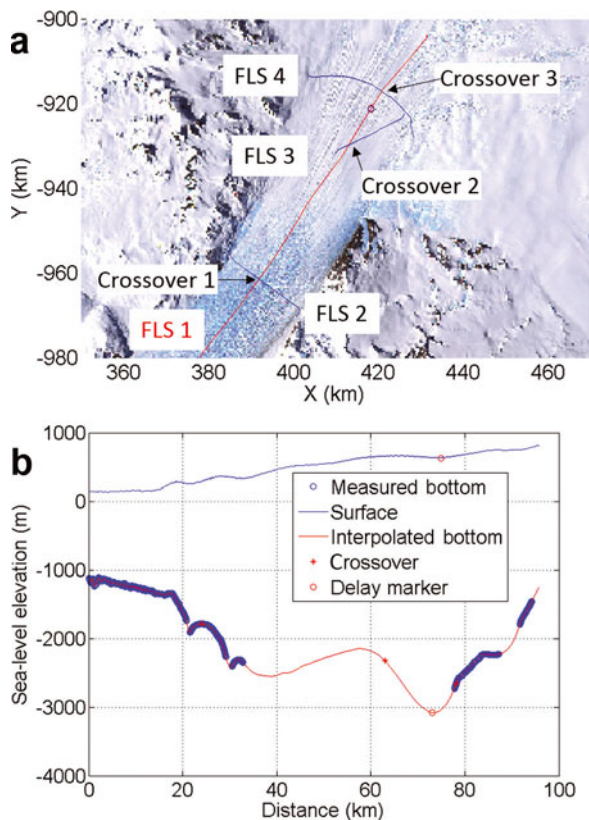 a
-900
-920
-940
-960
-980
Y (km)
FLS 4
Crossover 3
FLS 3
Crossover 2
Crossover 1
FLS 2
FLS 1
360 380 400 420 440 460
X (km)
b
1000
0
-1000
-2000
-3000
-4000
Sea-level elevation (m)
Measured bottom
Surface
Interpolated bottom
Crossover
Delay marker
0 20 40 60 80 100
Distance (km)